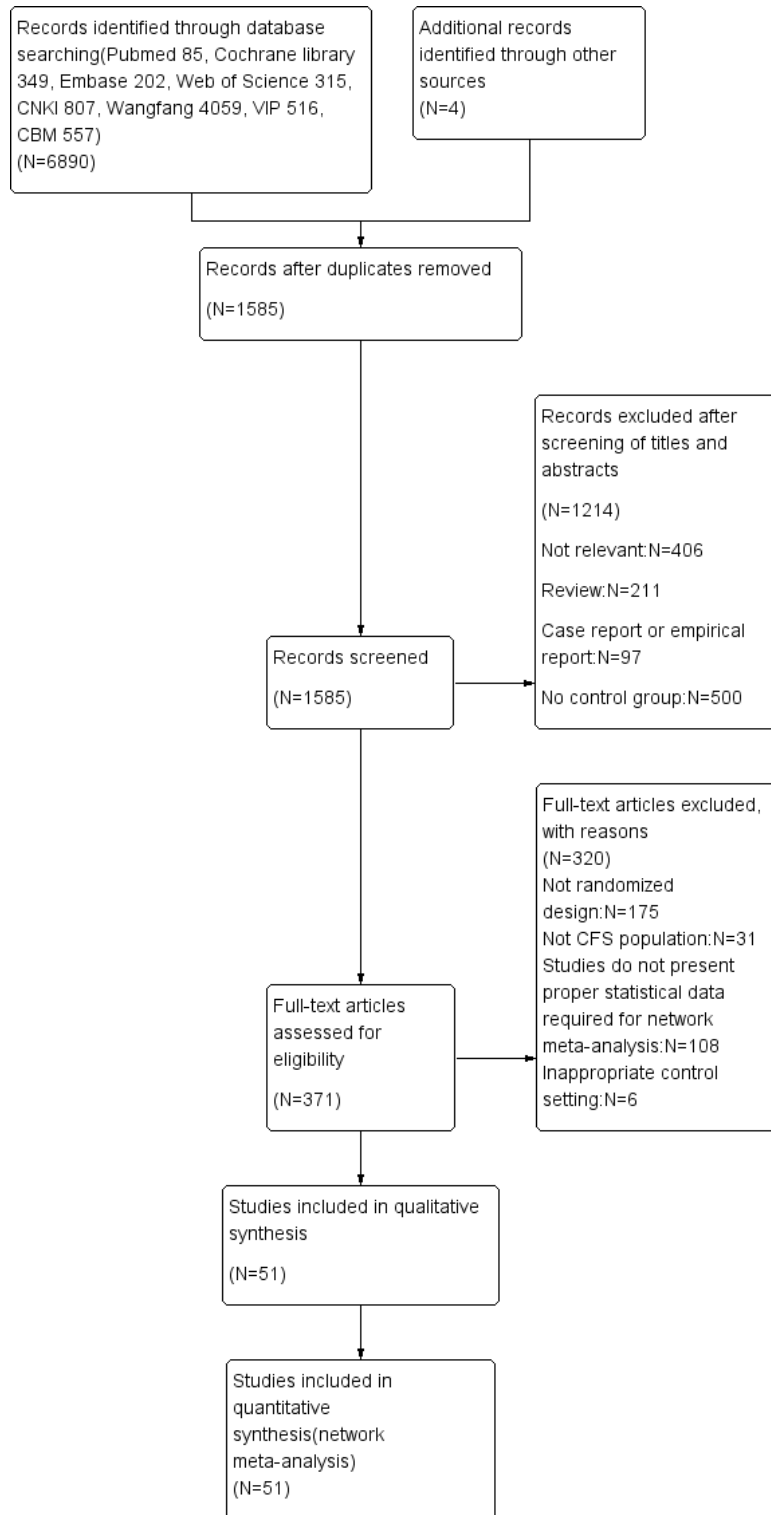 Records identified through database
searching(Pubmed 85, Cochrane library
349, Embase 202, Web of Science 315,
CNKI 807, Wangfang 4059, VIP 516,
CBM 557)
(N=6890)
Additional records
identified through other
sources
(N=4)
Records after duplicates removed
(N=1585)
Records excluded after
screening of titles and
abstracts
(N=1214)
Not relevant:N=406
Review:N=211
Case report or empirical
report:N=97
No control group:N=500
Records screened
(N=1585)
Full-text articles excluded,
with reasons
(N=320)
Not randomized
design:N=175
Not CFS population:N=31
Studies do not present
proper statistical data
required for network
meta-analysis:N=108
Inappropriate control
setting:N=6
Full-text articles
assessed for
eligibility
(N=371)
Studies included in qualitative
synthesis
(N=51)
Studies included in
quantitative
synthesis(network
meta-analysis)
(N=51)